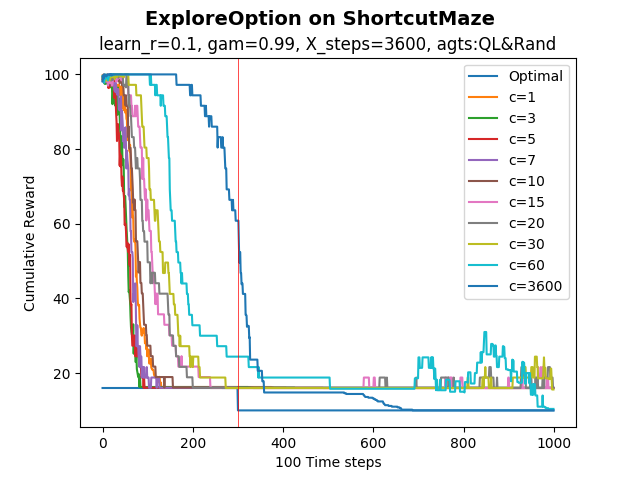 ExploreOption on ShortcutMaze
learn_r=0.1, gam=0.99, X_steps=3600, agts:QL&Rand
Cumulative Reward
100
80
60
40
20
0
200
400
600
800
1000
100 Time steps
Optimal
c=1
c=3
c=5
c=7
c=10
c=15
c=20
c=30
c=60
c=3600